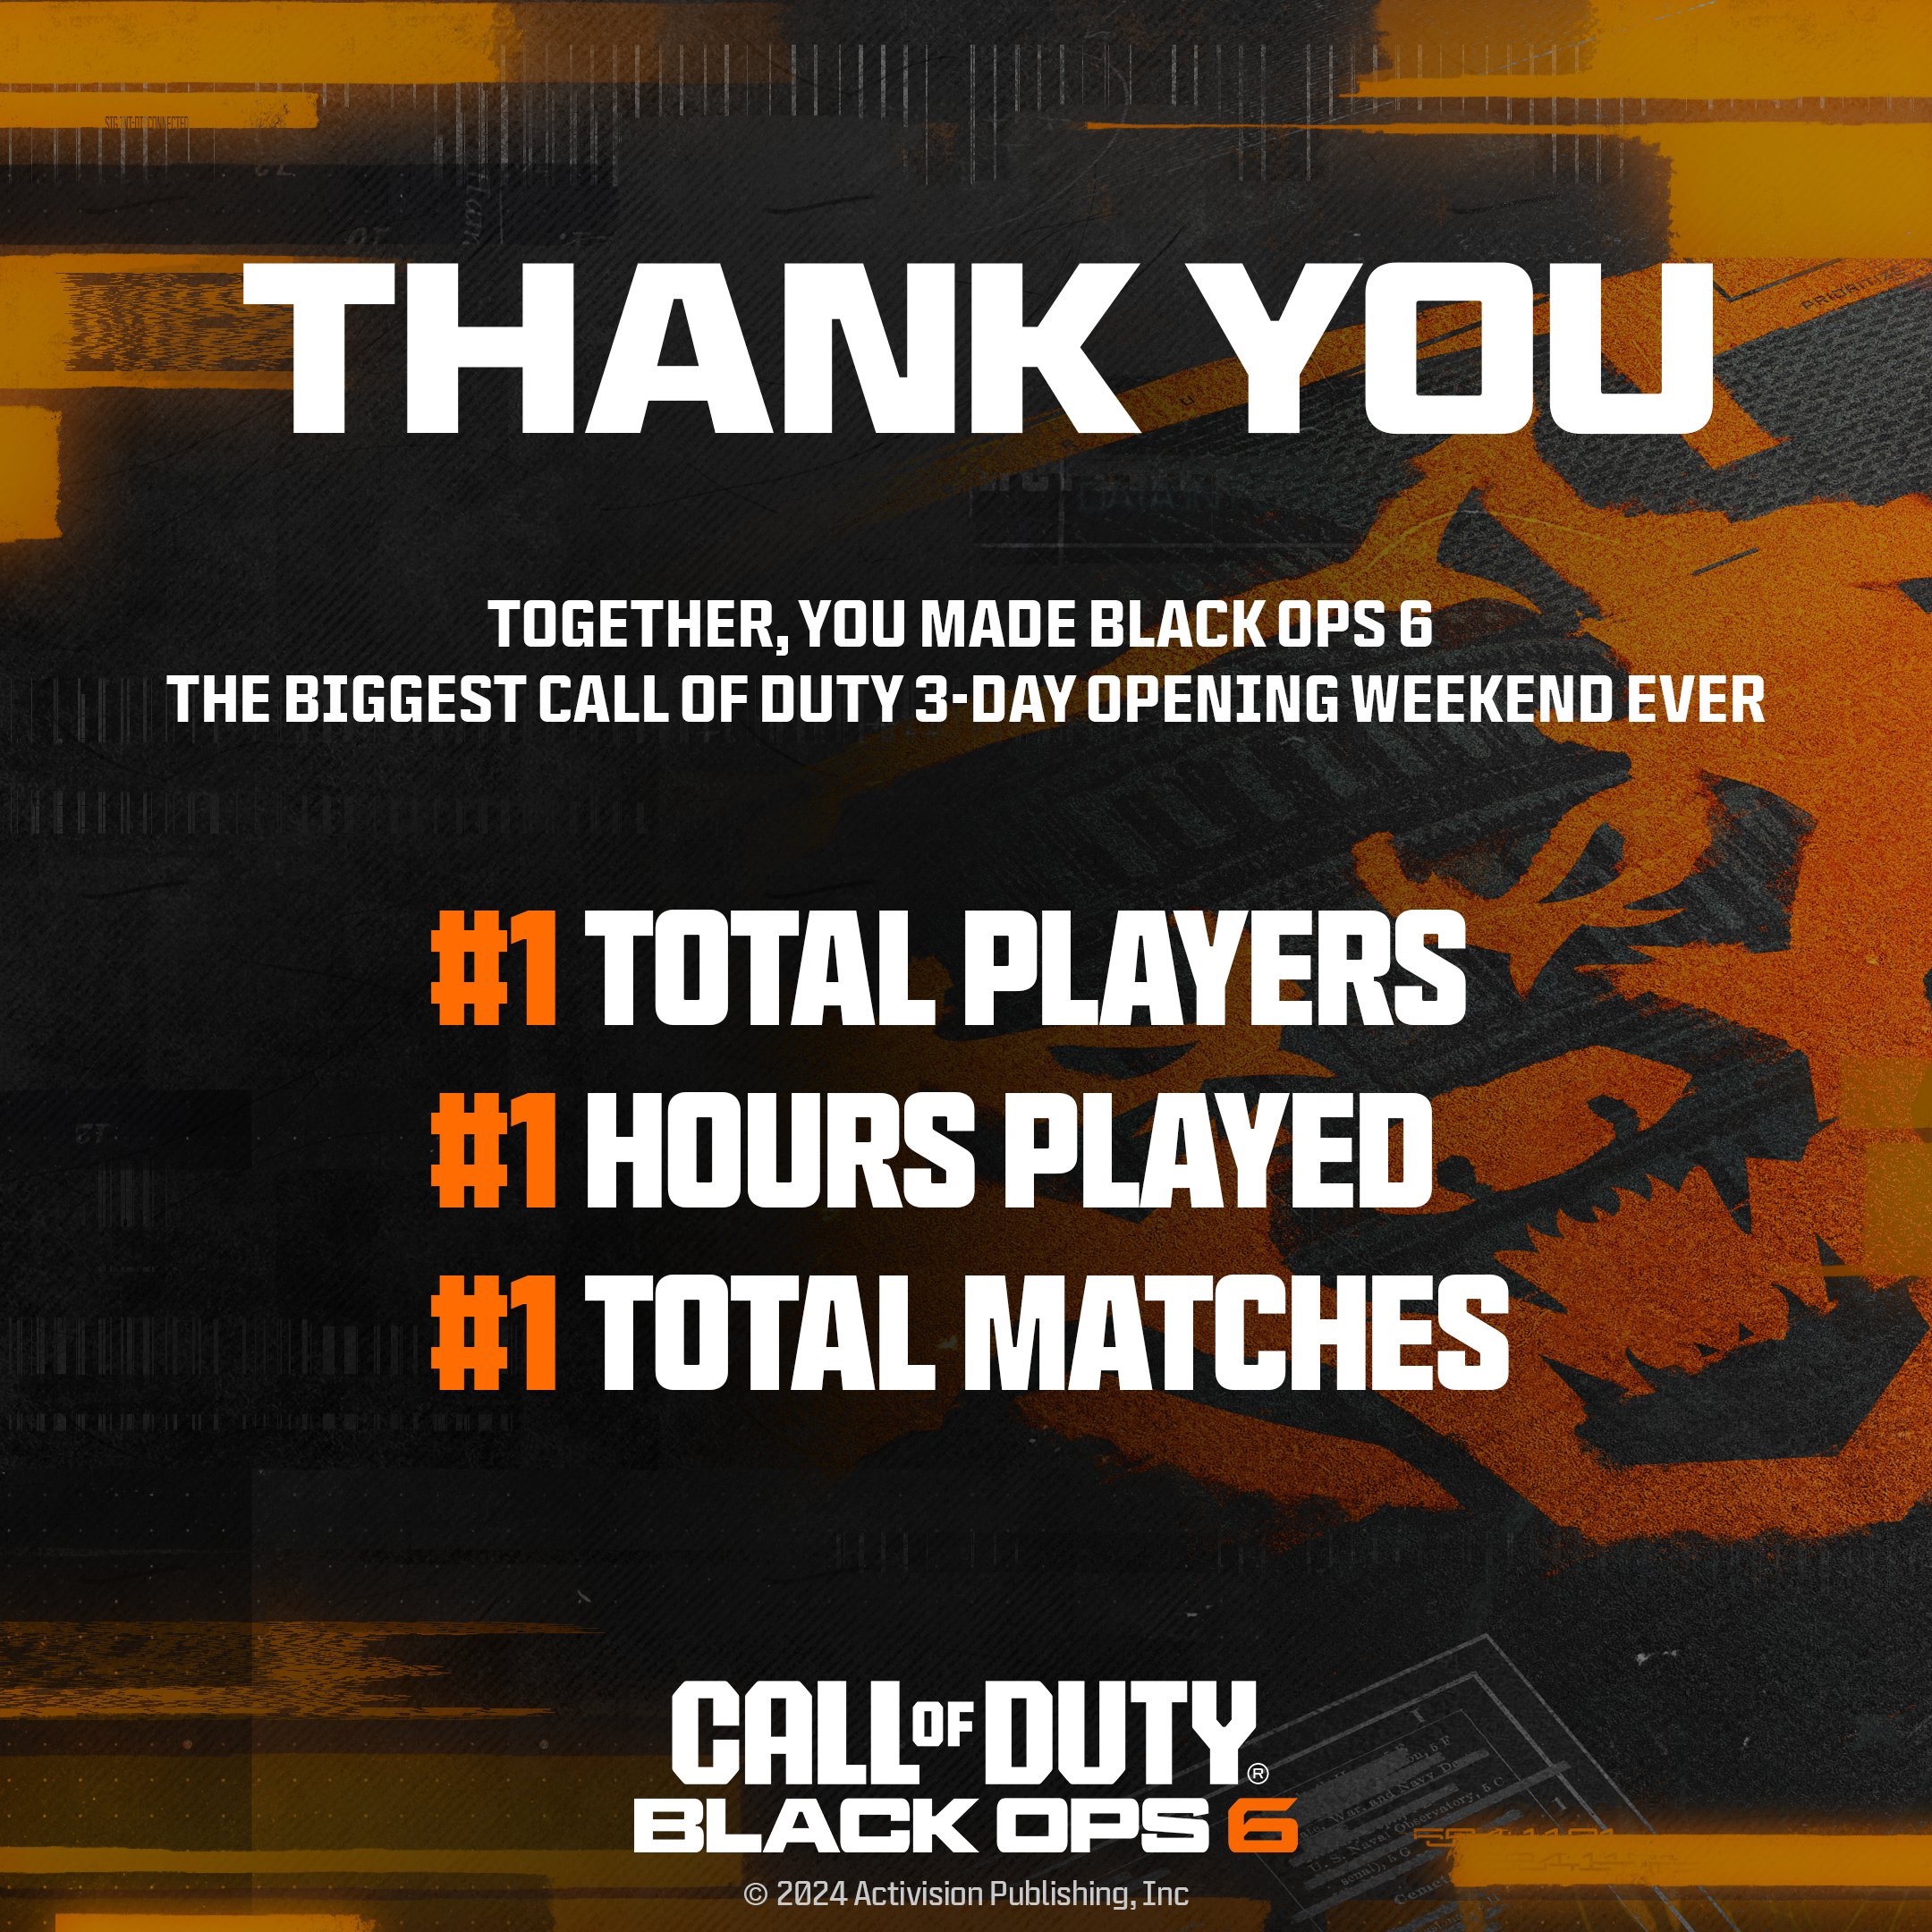 THANK YOU
TOGETHER, YOU MADE BLACK OPS 6
THE BIGGEST CALL OF DUTY 3-DAY OPENING WEEKEND EVER
#1 TOTAL PLAYERS
#1 HOURS PLAYED
#1 TOTAL MATCHES
CALL OF DUTY®
BLACK OPS 6
© 2024 Activision Publishing, Inc